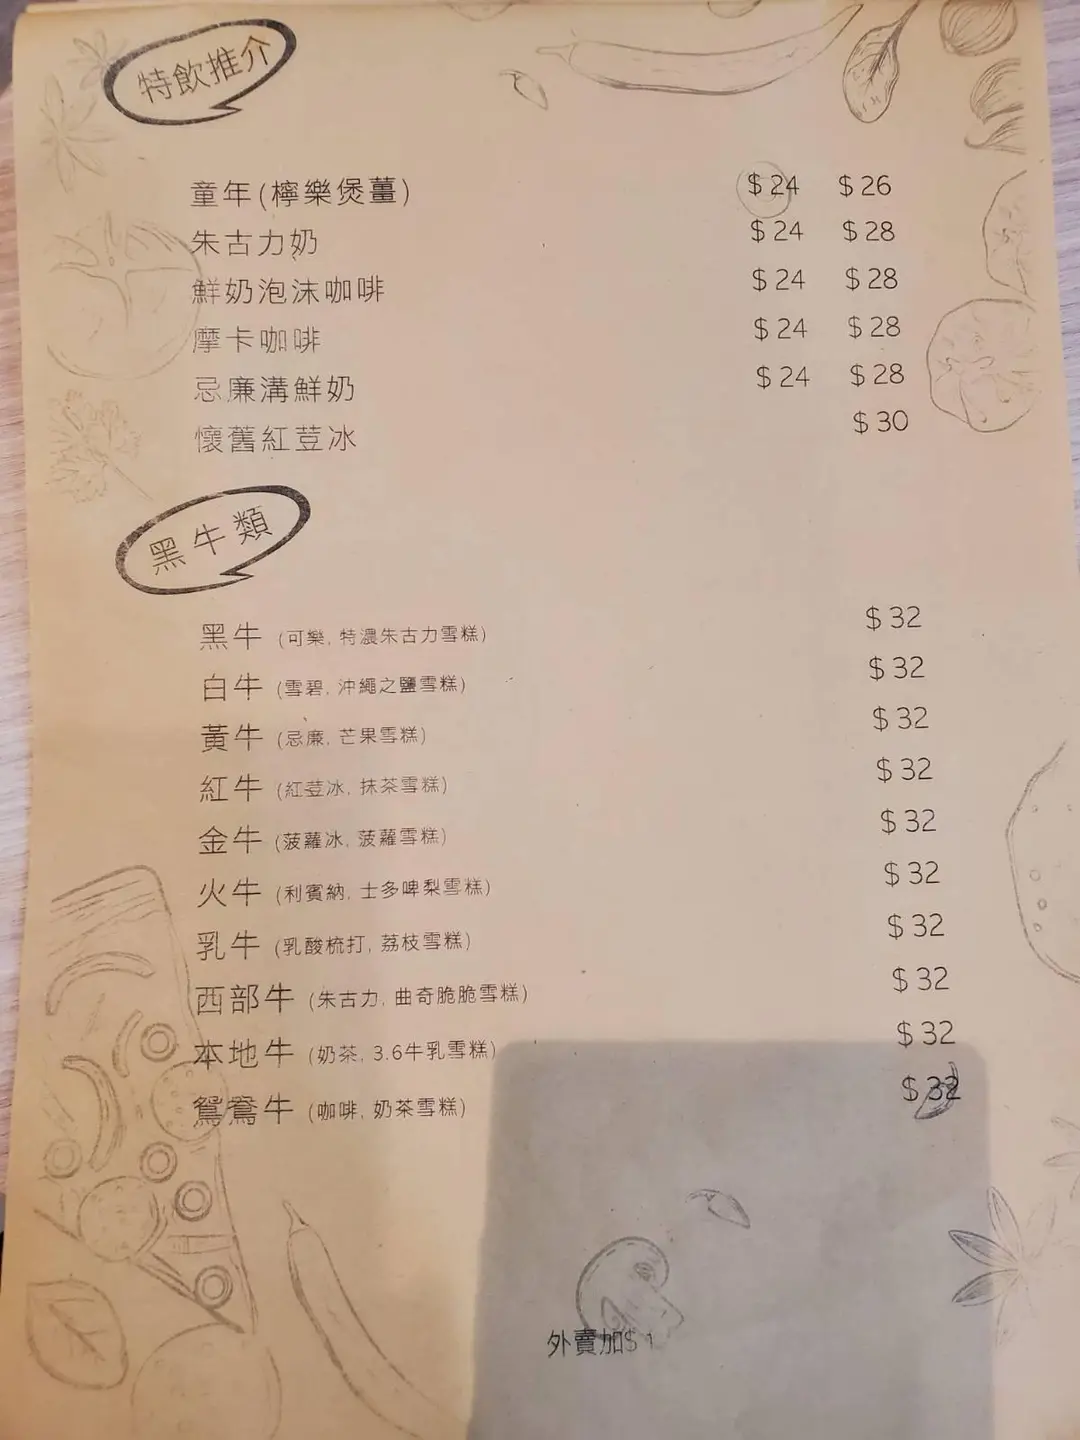 特飲推介
童年(檸樂煲薑) $24 $26
朱古力奶 $24 $28
鮮奶泡沫咖啡 $24 $28
摩卡咖啡 $24 $28
忌廉溝鮮奶 $24 $28
懷舊紅荳冰 $30
黑牛類
黑牛 (可樂, 特濃朱古力雪糕) $32
白牛 (雪碧, 沖繩之鹽雪糕) $32
黃牛 (忌廉, 芒果雪糕) $32
紅牛 (紅荳冰, 抹茶雪糕) $32
金牛 (菠蘿冰, 菠蘿雪糕) $32
火牛 (利賓納, 士多啤梨雪糕) $32
乳牛 (乳酸梳打, 荔枝雪糕) $32
西部牛 (朱古力, 曲奇脆脆雪糕) $32
本地牛 (奶茶, 3.6牛乳雪糕) $32
鴛鴦牛 (咖啡, 奶茶雪糕) $32
外賣加$1